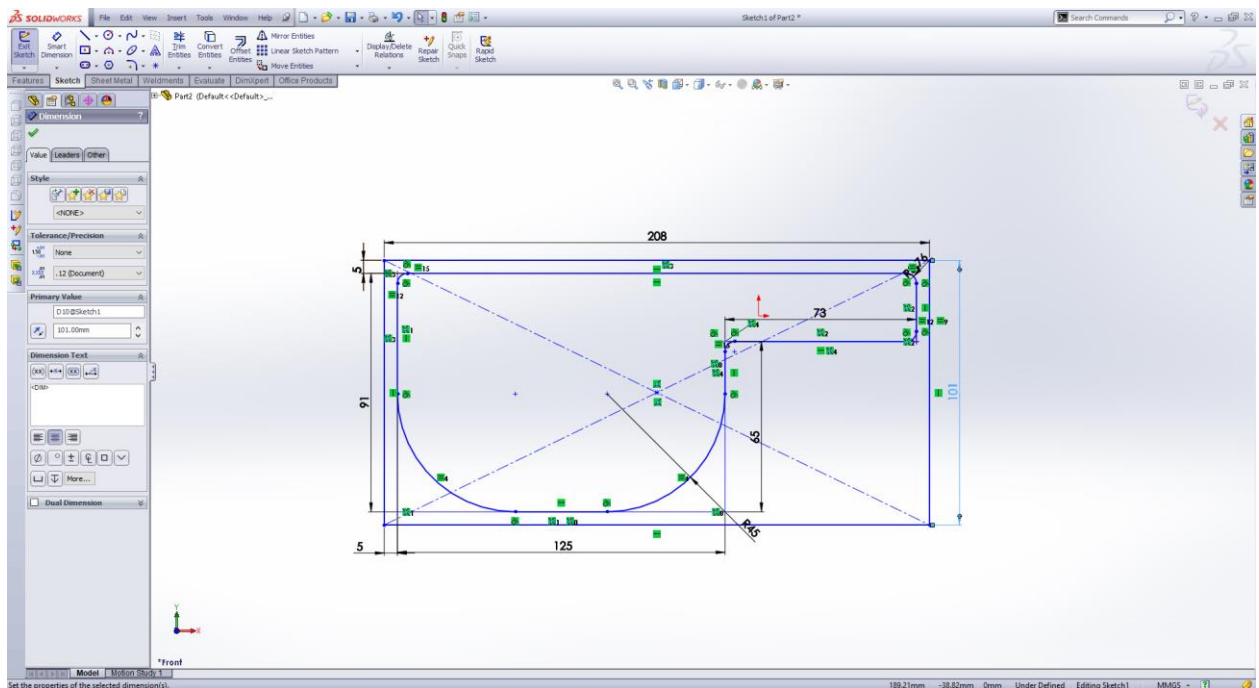 SOLIDWORKS File Edit View Insert Tools Window Help Sketch1 of Part2 * Search Commands
Exit Sketch Smart Dimension Trim Entities Convert Entities Offset Entities Mirror Entities Linear Sketch Pattern Move Entities Display/Delete Relations Repair Sketch Quick Snaps Rapid Sketch
Features Sketch Sheet Metal Weldments Evaluate DimXpert Office Products
Part2 (Default<<Default>_...
Dimension ?
Value Leaders Other
Style
<NONE>
Tolerance/Precision
None
.12 (Document)
Primary Value
D10@Sketch1
101.00mm
Dimension Text
<DIM>
More...
Dual Dimension
208
5
73
91
101
65
R45
5
125
Y
X
*Front
Model Motion Study 1
Set the properties of the selected dimension(s). 189.21mm -38.82mm 0mm Under Defined Editing Sketch1 MMGS